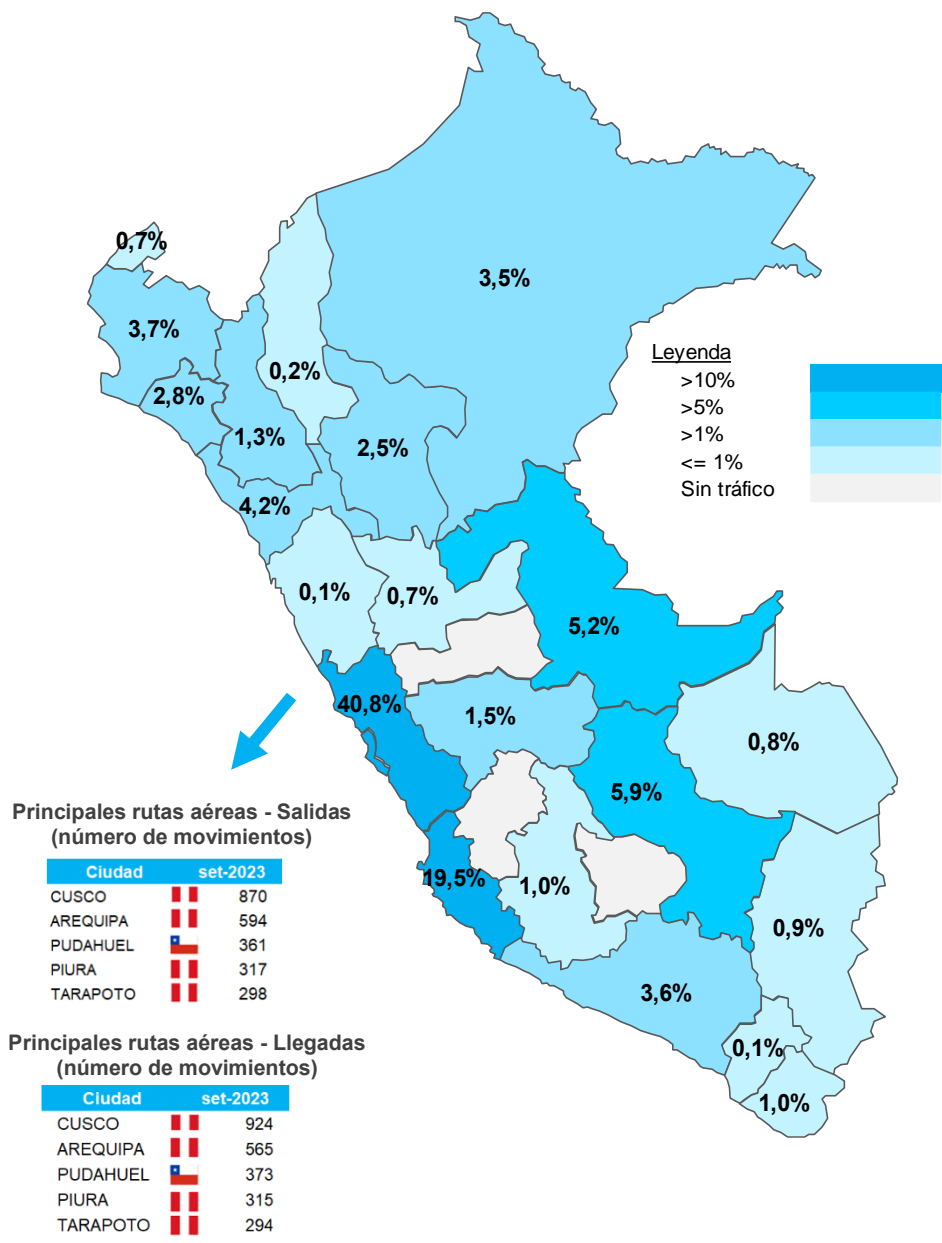 0,7%
3,5%
3,7%
0,2%
2,8%
1,3%
2,5%
4,2%
Leyenda
>10%
>5%
>1%
<= 1%
Sin tráfico
0,1%
0,7%
5,2%
40,8%
1,5%
0,8%
5,9%
19,5%
1,0%
0,9%
3,6%
0,1%
1,0%
Principales rutas aéreas - Salidas
(número de movimientos)
Ciudad set-2023
CUSCO 870
AREQUIPA 594
PUDAHUEL 361
PIURA 317
TARAPOTO 298
Principales rutas aéreas - Llegadas
(número de movimientos)
Ciudad set-2023
CUSCO 924
AREQUIPA 565
PUDAHUEL 373
PIURA 315
TARAPOTO 294